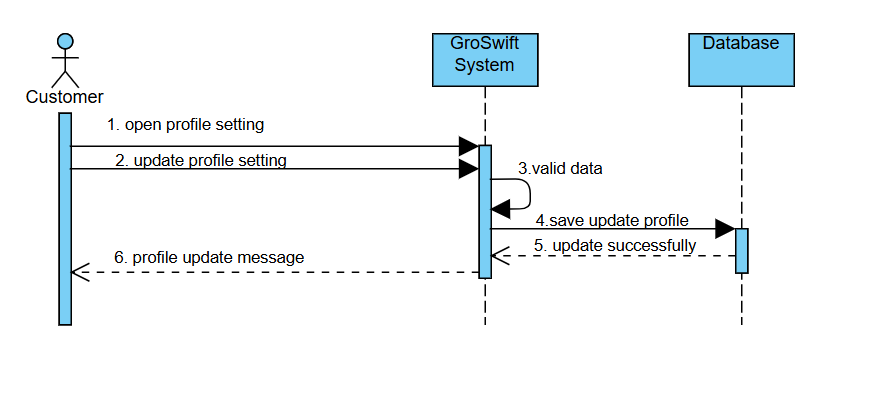 GroSwift
System
Database
Customer
1. open profile setting
2. update profile setting
3.valid data
4.save update profile
5. update successfully
6. profile update message